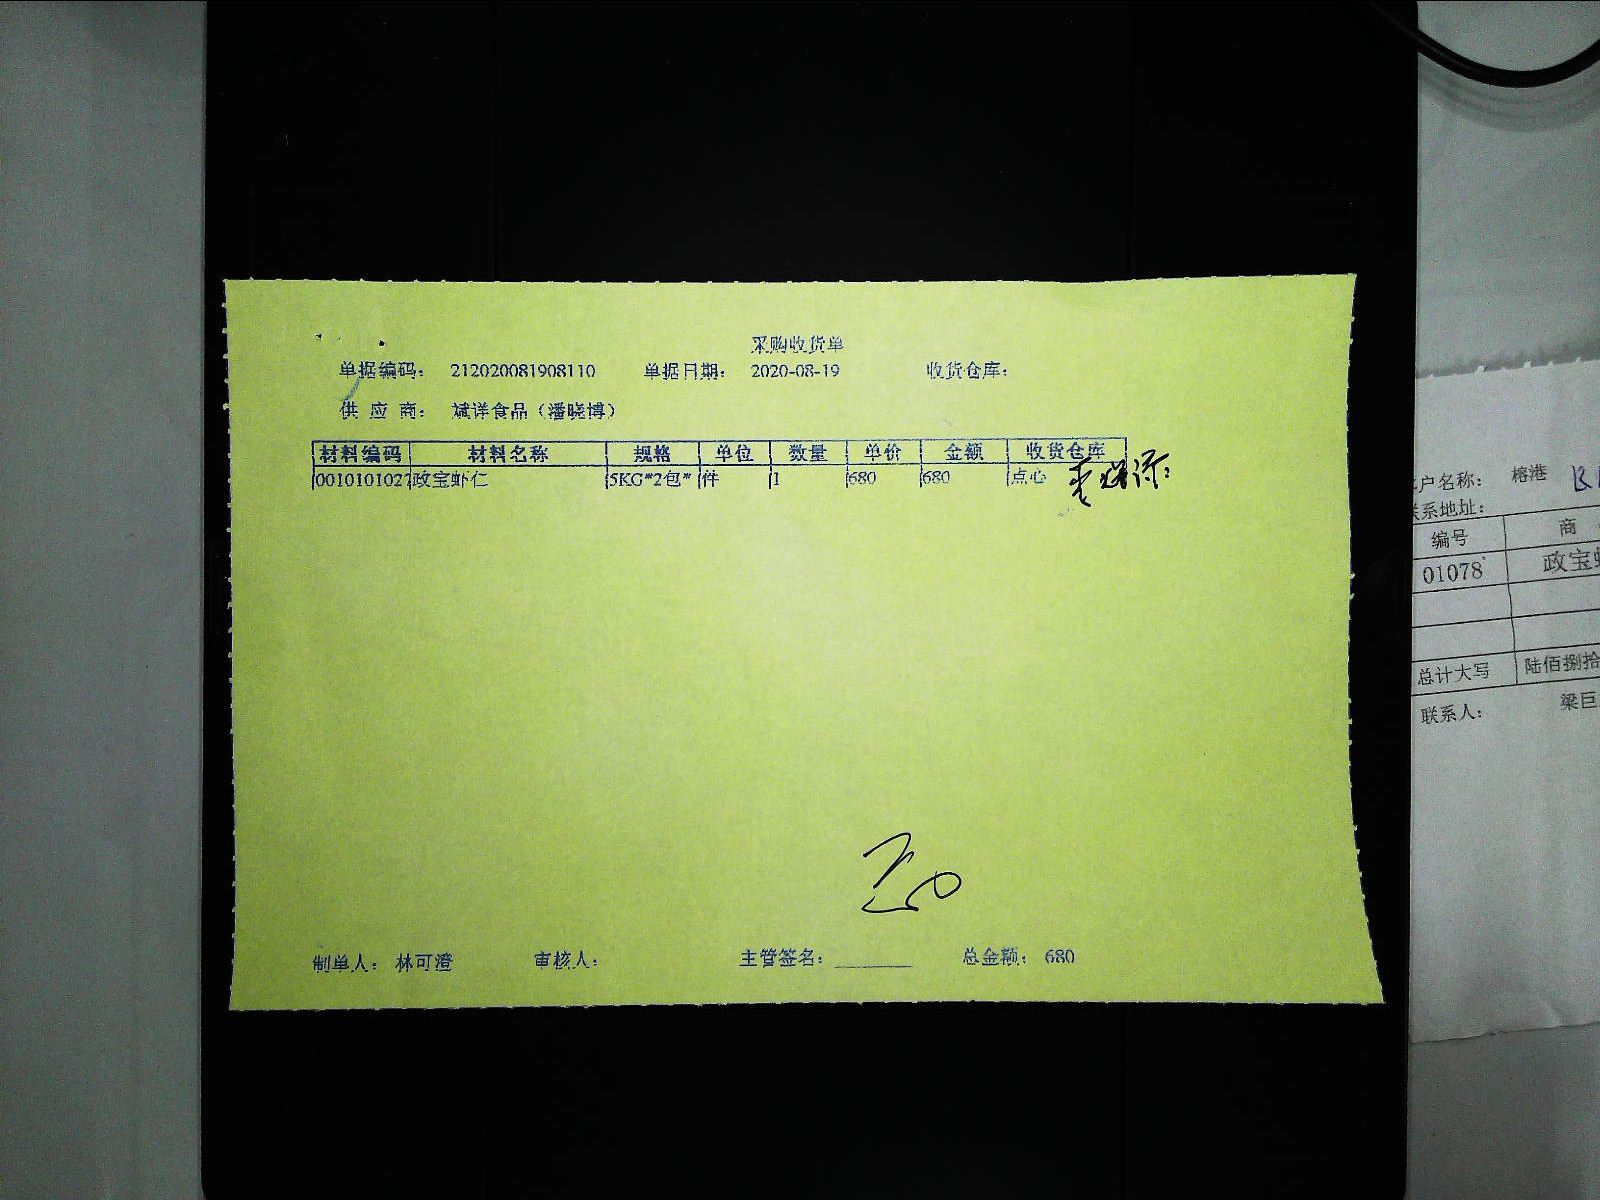 采购收货单
单据编码： 212020081908110 单据日期： 2020-08-19 收货仓库：
供 应 商： 斌洋食品（潘晓博）
材料编码 材料名称 规格 单位 数量 单价 金额 收货仓库
0010101027 政宝虾仁 5KG*2包* 件 1 680 680 点心
制单人： 林可澄 审核人： 主管签名： 总金额： 680
户名称： 榕港
系地址：
编号 商
01078 政宝
总计大写 陆佰捌拾
联系人： 梁巨